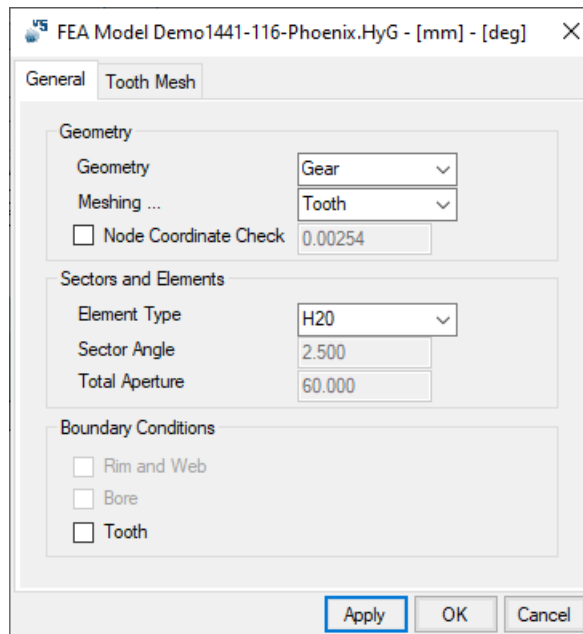 FEA Model Demo1441-116-Phoenix.HyG - [mm] - [deg]
General Tooth Mesh
Geometry
Geometry Gear
Meshing ... Tooth
Node Coordinate Check 0.00254
Sectors and Elements
Element Type H20
Sector Angle 2.500
Total Aperture 60.000
Boundary Conditions
Rim and Web
Bore
Tooth
Apply OK Cancel